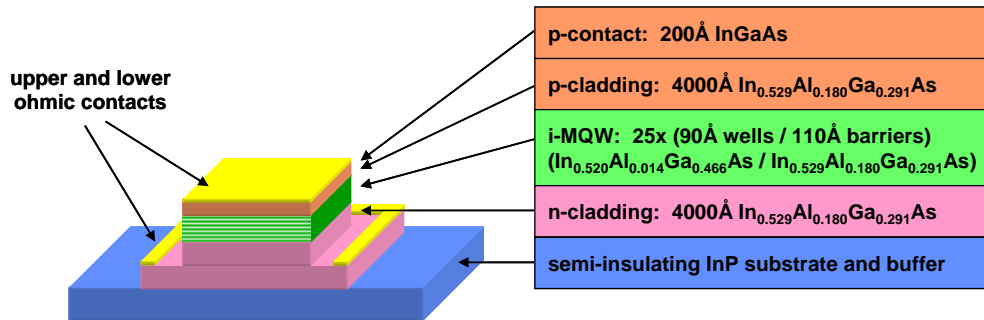 upper and lower
ohmic contacts
p-contact: 200Å InGaAs
p-cladding: 4000Å In₀.₅₂₉Al₀.₁₈₀Ga₀.₂₉₁As
i-MQW: 25x (90Å wells / 110Å barriers)
(In₀.₅₂₀Al₀.₀₁₄Ga₀.₄₆₆As / In₀.₅₂₉Al₀.₁₈₀Ga₀.₂₉₁As)
n-cladding: 4000Å In₀.₅₂₉Al₀.₁₈₀Ga₀.₂₉₁As
semi-insulating InP substrate and buffer